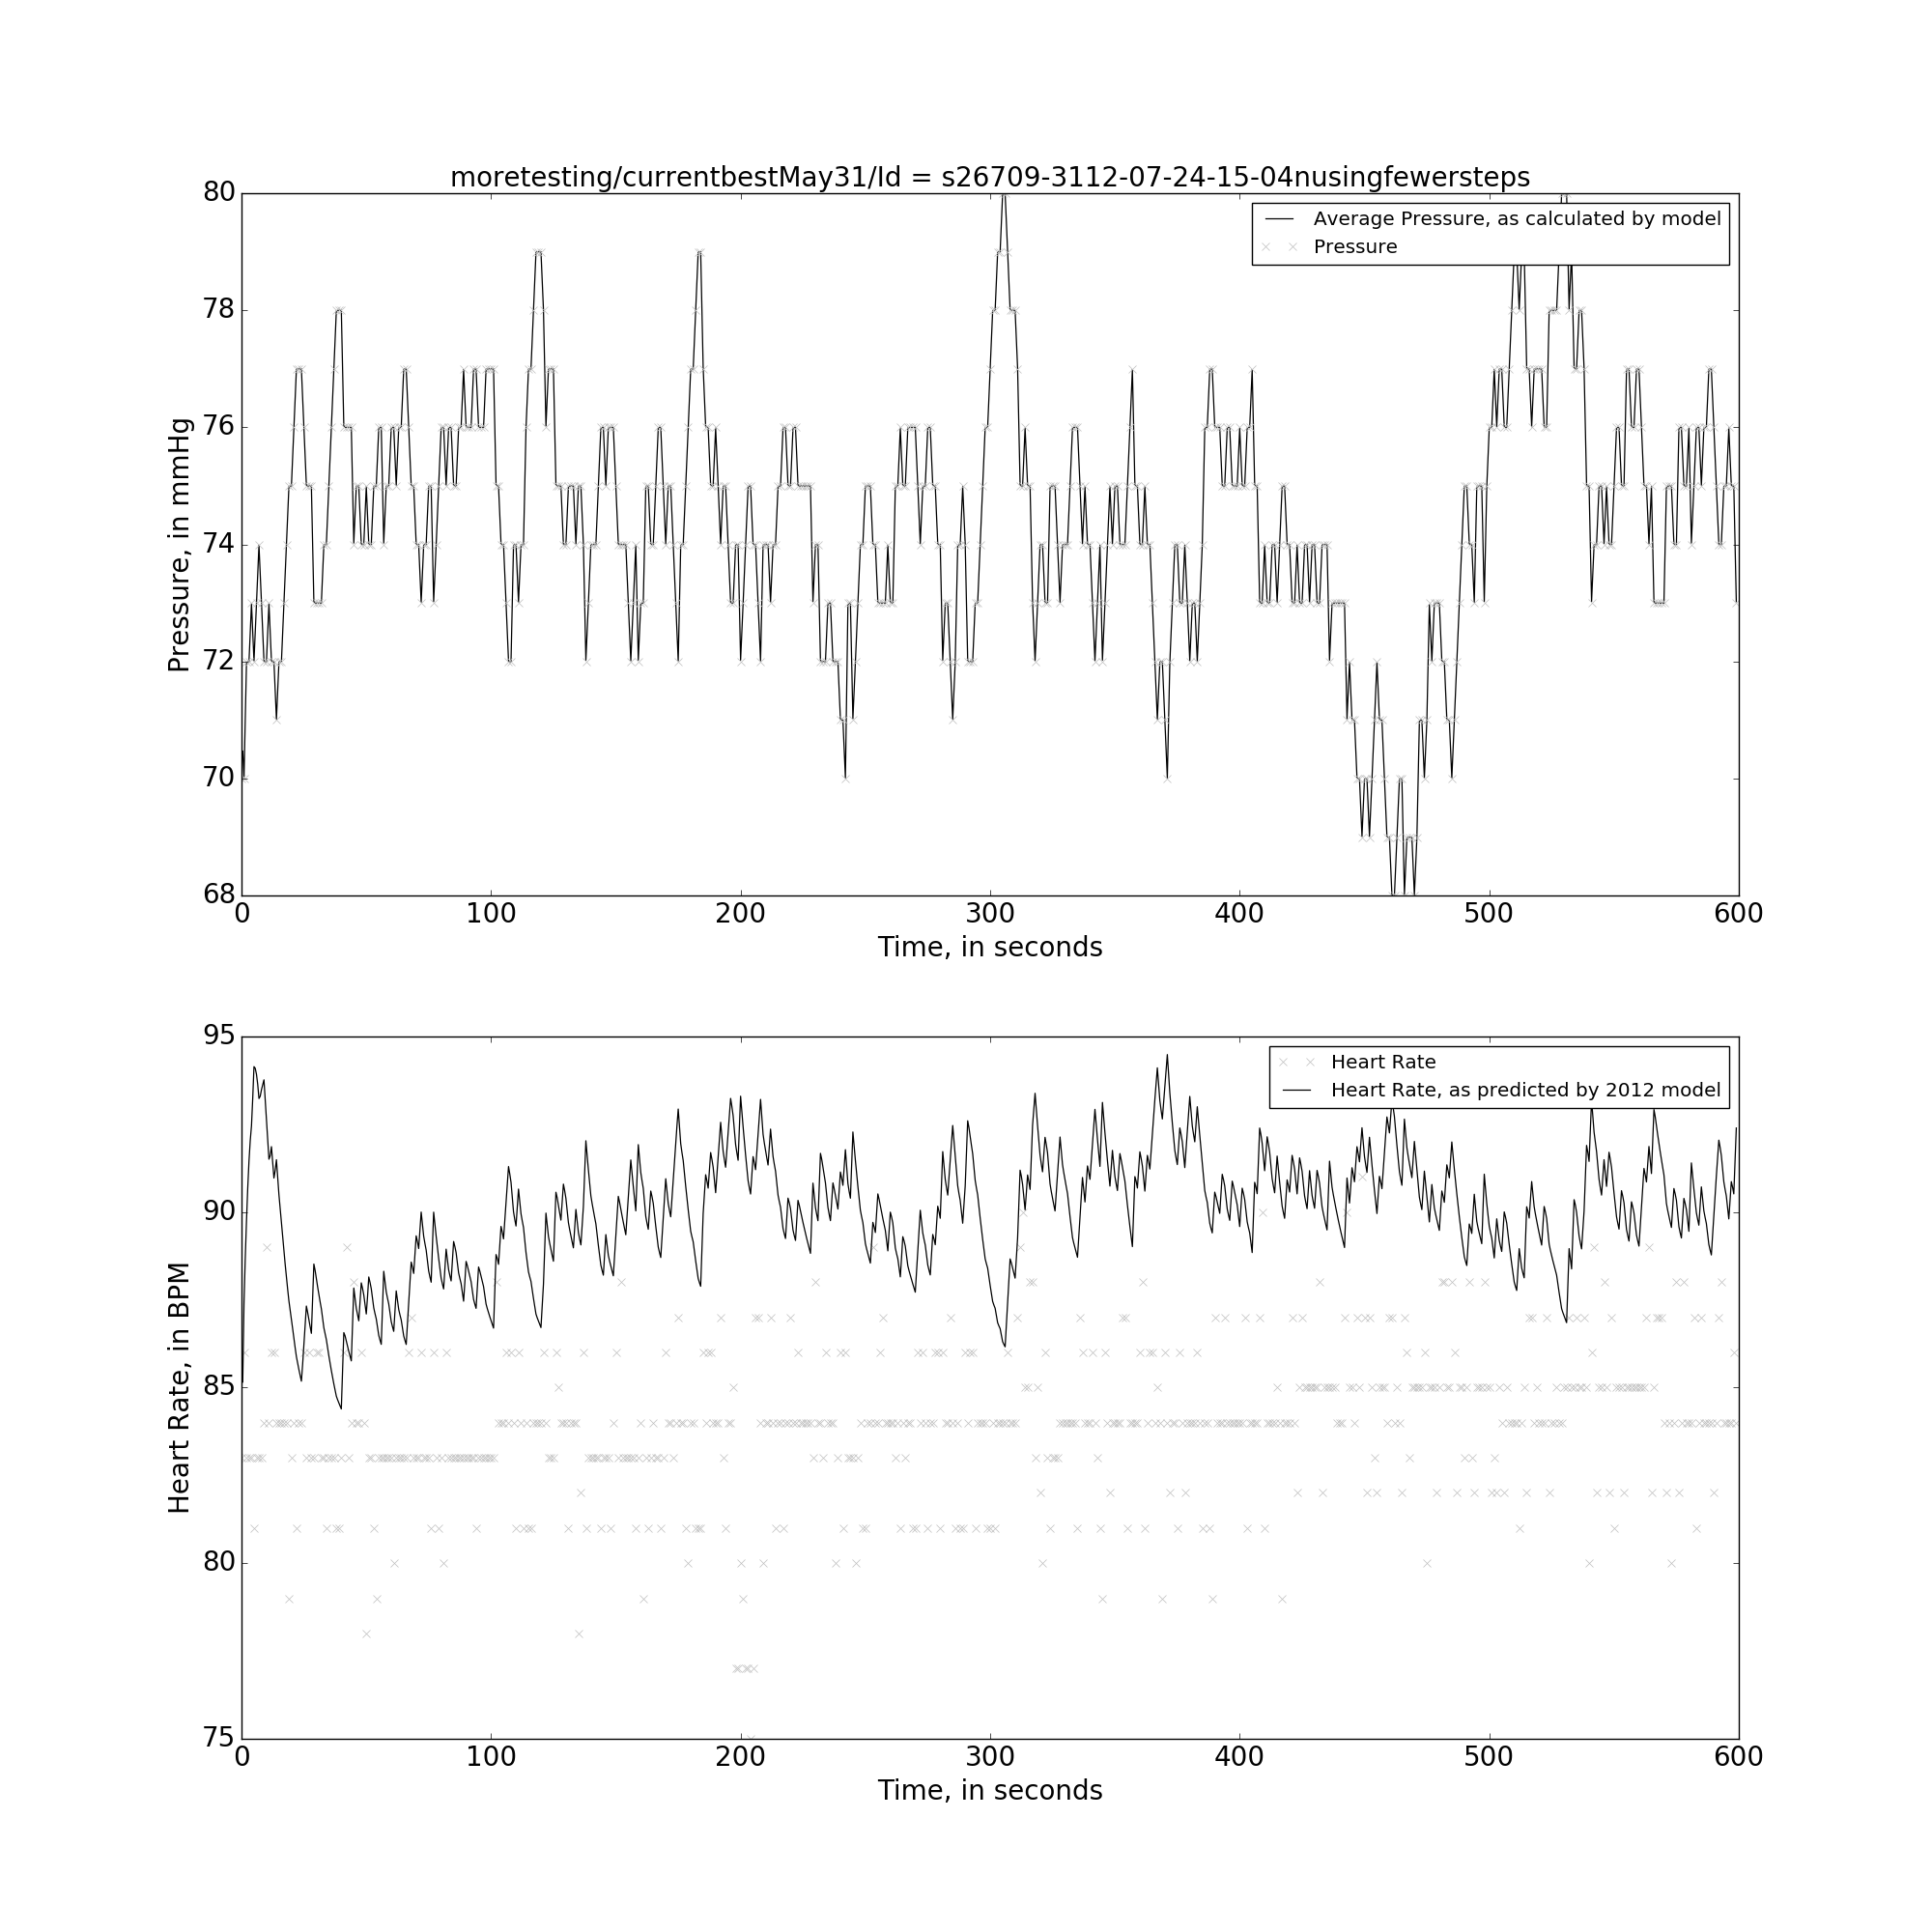 moretesting/currentbestMay31/Id = s26709-3112-07-24-15-04nusingfewersteps
80
78
76
74
72
70
68
Pressure, in mmHg
Average Pressure, as calculated by model
Pressure
0 100 200 300 400 500 600
Time, in seconds
95
90
85
80
75
Heart Rate, in BPM
Heart Rate
Heart Rate, as predicted by 2012 model
0 100 200 300 400 500 600
Time, in seconds